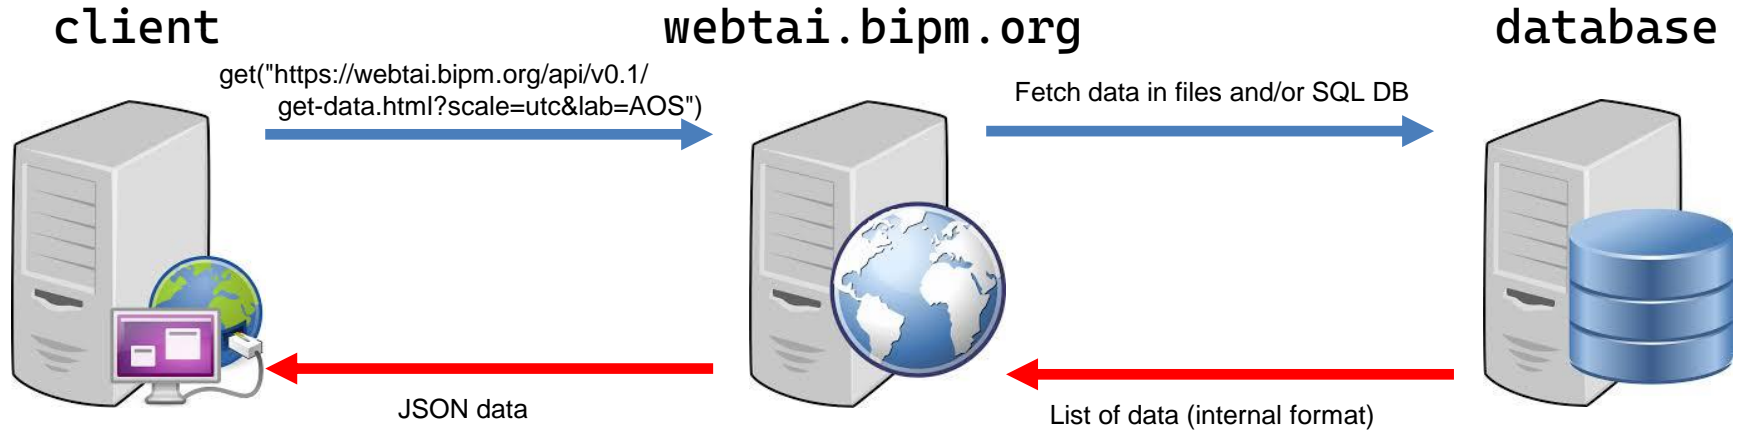 client
webtai.bipm.org
database
get("https://webtai.bipm.org/api/v0.1/
get-data.html?scale=utc&lab=AOS")
Fetch data in files and/or SQL DB
JSON data
List of data (internal format)